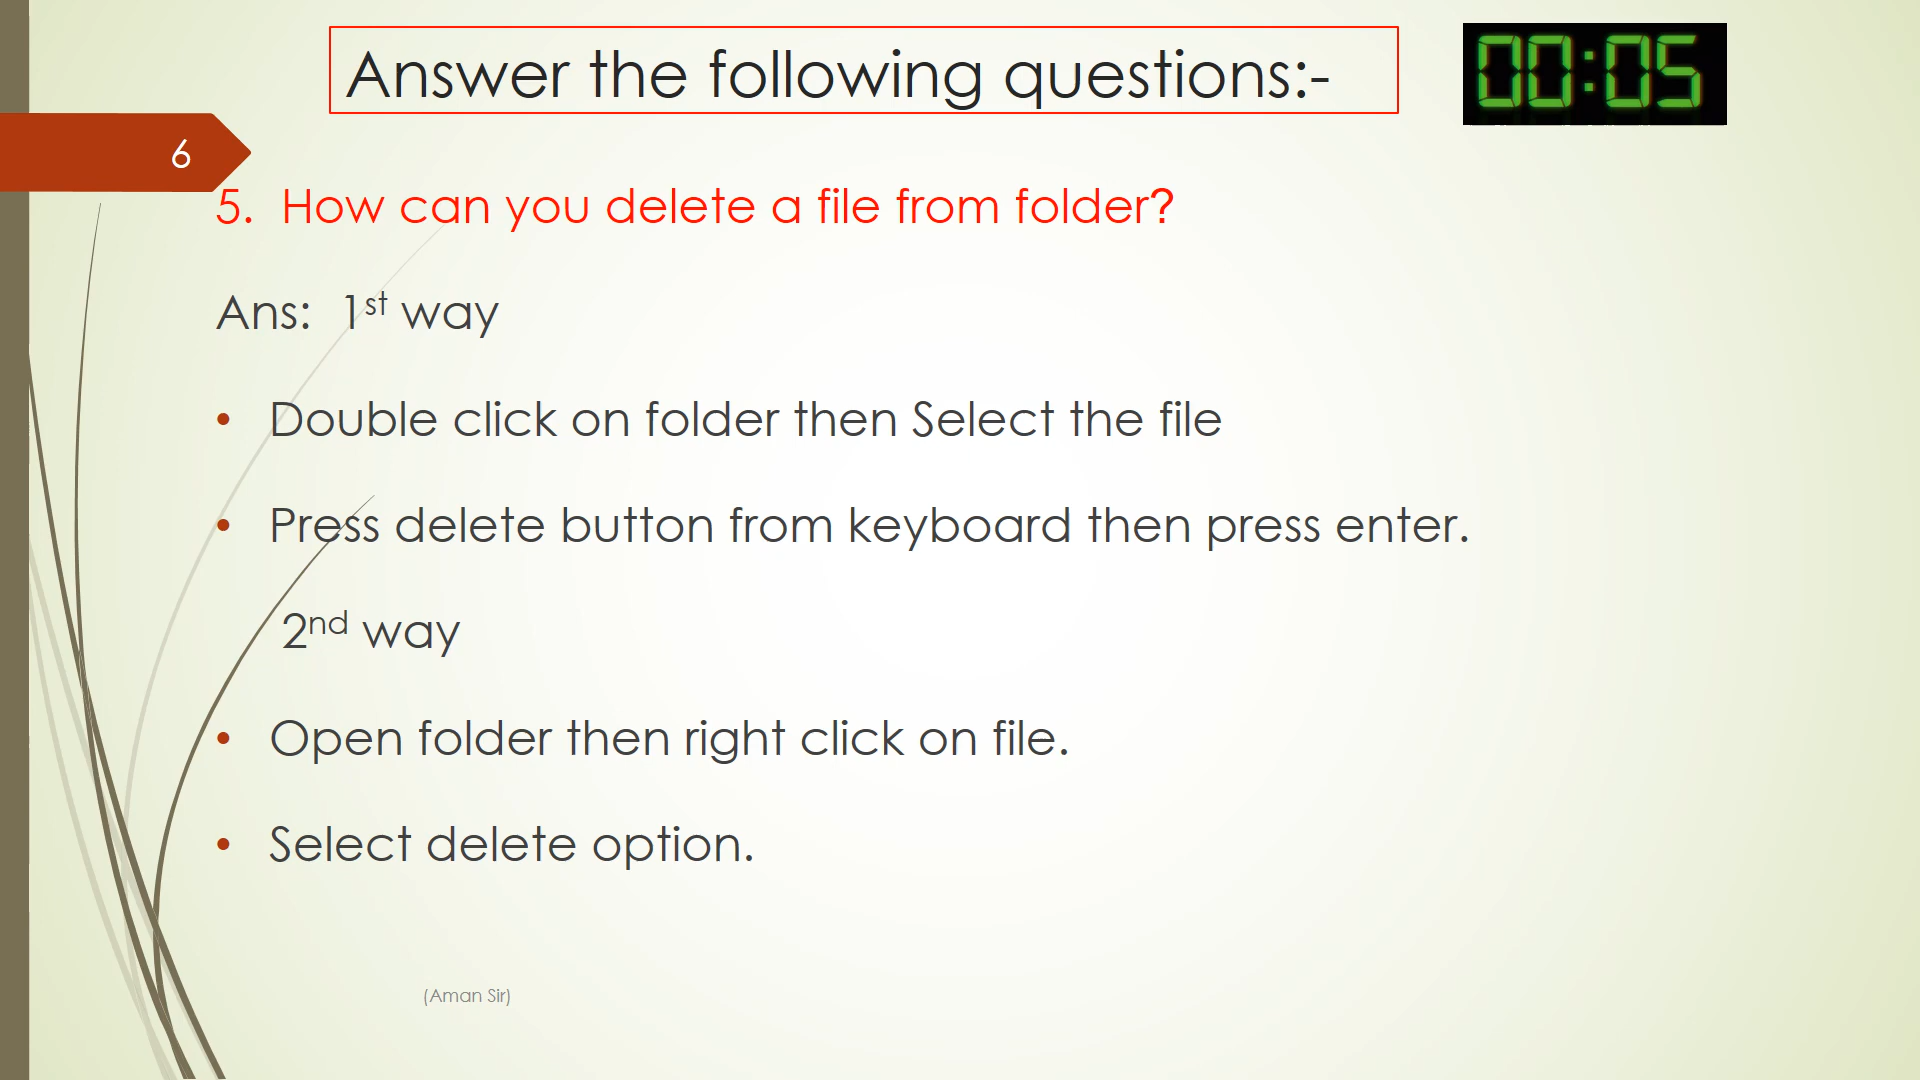 Answer the following questions:-
00:05
6
5. How can you delete a file from folder?
Ans: 1st way
• Double click on folder then Select the file
• Press delete button from keyboard then press enter.
2nd way
• Open folder then right click on file.
• Select delete option.
(Aman Sir)